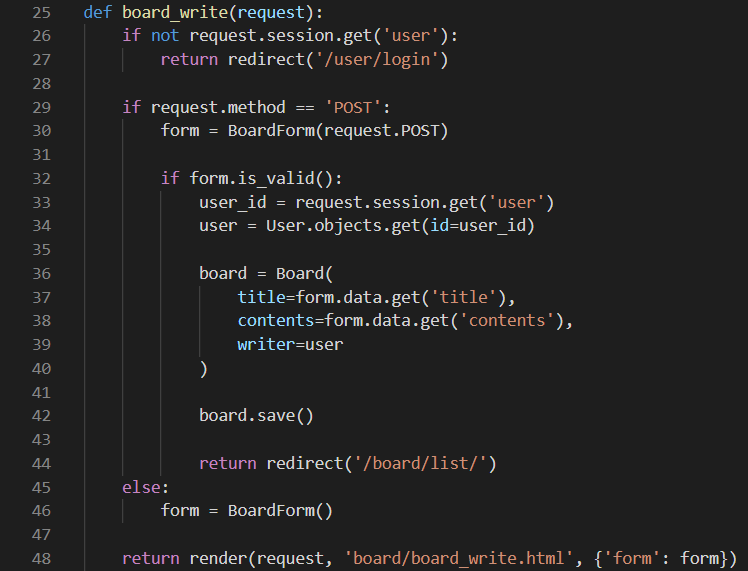 25 def board_write(request):
26     if not request.session.get('user'):
27         return redirect('/user/login')
28
29     if request.method == 'POST':
30         form = BoardForm(request.POST)
31
32         if form.is_valid():
33             user_id = request.session.get('user')
34             user = User.objects.get(id=user_id)
35
36             board = Board(
37                 title=form.data.get('title'),
38                 contents=form.data.get('contents'),
39                 writer=user
40             )
41
42             board.save()
43
44             return redirect('/board/list/')
45     else:
46         form = BoardForm()
47
48     return render(request, 'board/board_write.html', {'form': form})